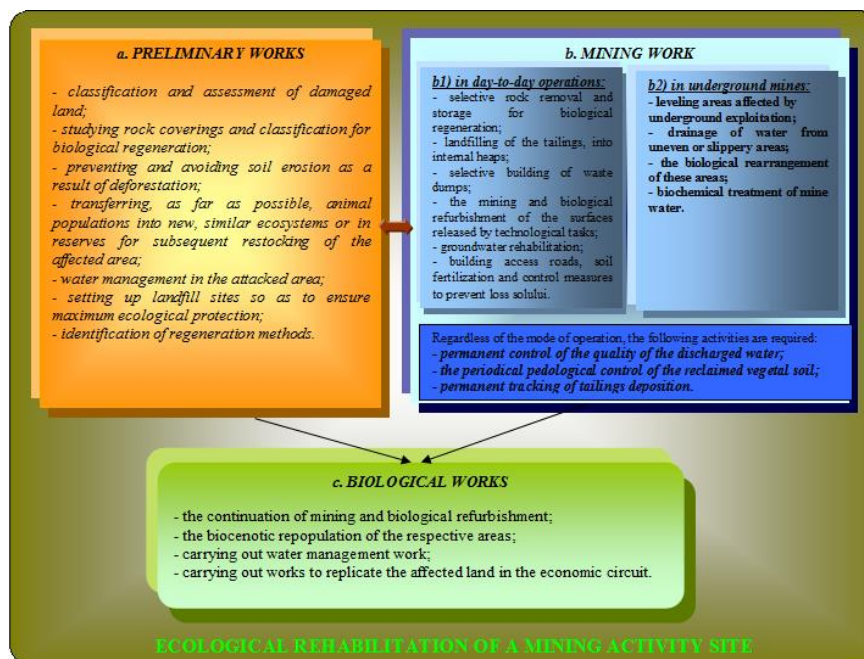 a. PRELIMINARY WORKS
- classification and assessment of damaged
land;
- studying rock coverings and classification for
biological regeneration;
- preventing and avoiding soil erosion as a
result of deforestation;
- transferring, as far as possible, animal
populations into new, similar ecosystems or in
reserves for subsequent restocking of the
affected area;
- water management in the attacked area;
- setting up landfill sites so as to ensure
maximum ecological protection;
- identification of regeneration methods.
b. MINING WORK
b1) in day-to-day operations:
- selective rock removal and
storage for biological
regeneration;
- landfilling of the tailings, into
internal heaps;
- selective building of waste
dumps;
- the mining and biological
refurbishment of the surfaces
released by technological tasks;
- groundwater rehabilitation;
- building access roads, soil
fertilization and control measures
to prevent loss solului.
b2) in underground mines:
- leveling areas affected by
underground exploitation;
- drainage of water from
uneven or slippery areas;
- the biological rearrangement
of these areas;
- biochemical treatment of mine
water.
Regardless of the mode of operation, the following activities are required:
- permanent control of the quality of the discharged water;
- the periodical pedological control of the reclaimed vegetal soil;
- permanent tracking of tailings deposition.
c. BIOLOGICAL WORKS
- the continuation of mining and biological refurbishment;
- the biocenotic repopulation of the respective areas;
- carrying out water management work;
- carrying out works to replicate the affected land in the economic circuit.
ECOLOGICAL REHABILITATION OF A MINING ACTIVITY SITE